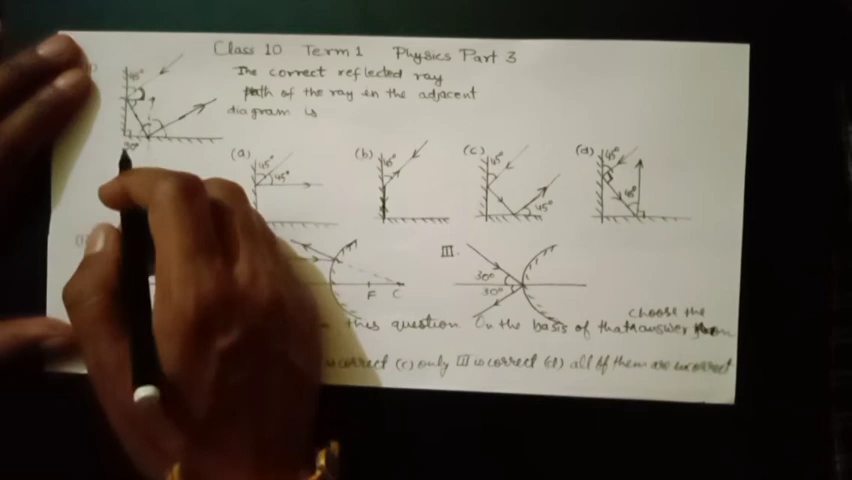 Class 10 Term 1 Physics Part 3
The correct reflected ray
path of the ray in the adjacent
diagram is
45°
90°
(a) 45° 45°
(b) 45°
(c) 45° 45°
(d) 45°
F C
III. 30° 30°
choose the
this question On the basis of that answer
correct (c) only III is correct (d) all of them are incorrect